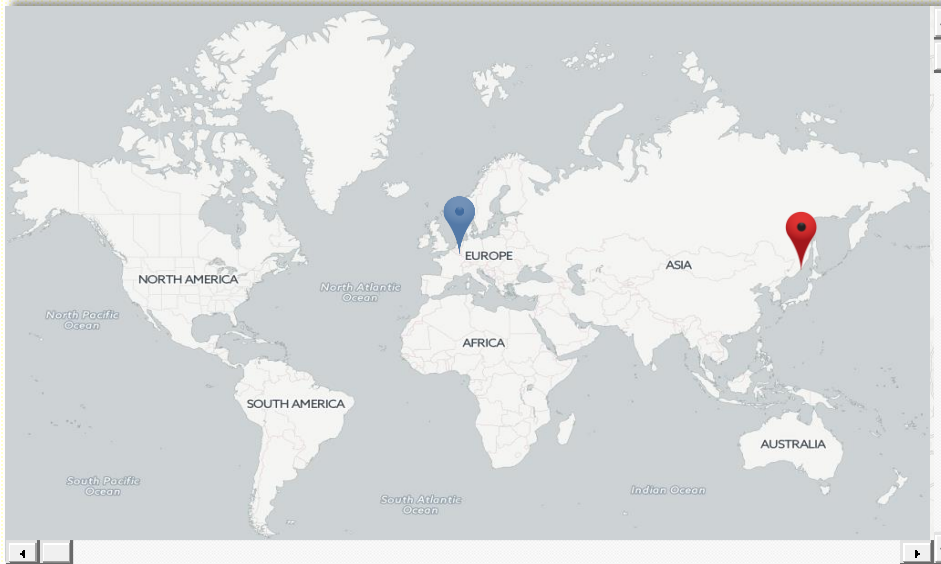 EUROPE
ASIA
NORTH AMERICA
North Atlantic
Ocean
North Pacific
Ocean
AFRICA
SOUTH AMERICA
AUSTRALIA
South Pacific
Ocean
Indian Ocean
South Atlantic
Ocean